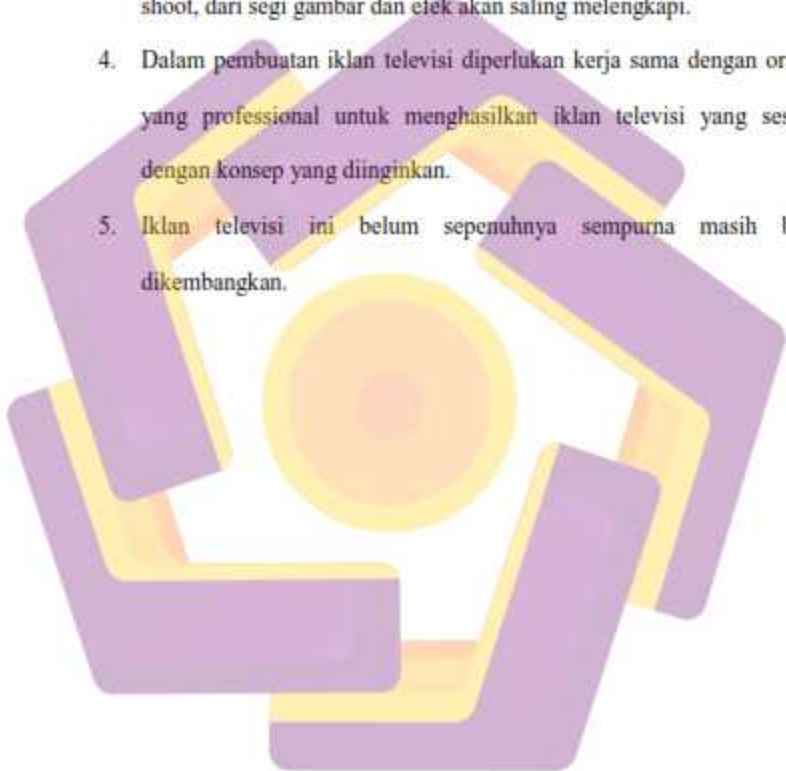 shoot, dari segi gambar dan efek akan saling melengkapi.
4. Dalam pembuatan iklan televisi diperlukan kerja sama dengan or
yang professional untuk menghasilkan iklan televisi yang ses
dengan konsep yang diinginkan.
5. Iklan televisi ini belum sepenuhnya sempurna masih b
dikembangkan.